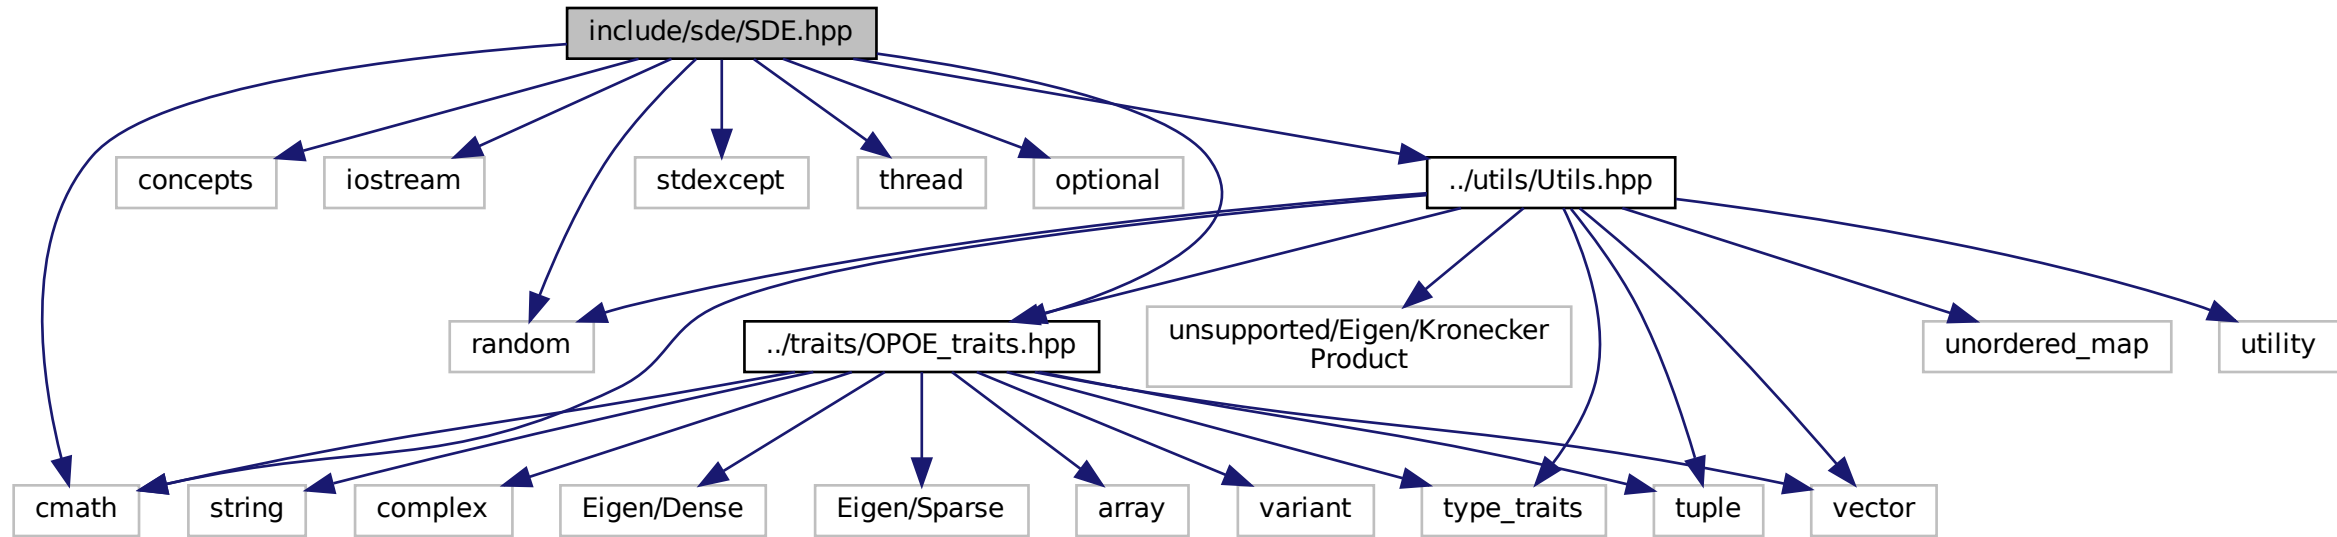 include/sde/SDE.hpp
concepts
iostream
stdexcept
thread
optional
../utils/Utils.hpp
random
../traits/OPOE_traits.hpp
unsupported/Eigen/Kronecker
Product
unordered_map
utility
cmath
string
complex
Eigen/Dense
Eigen/Sparse
array
variant
type_traits
tuple
vector